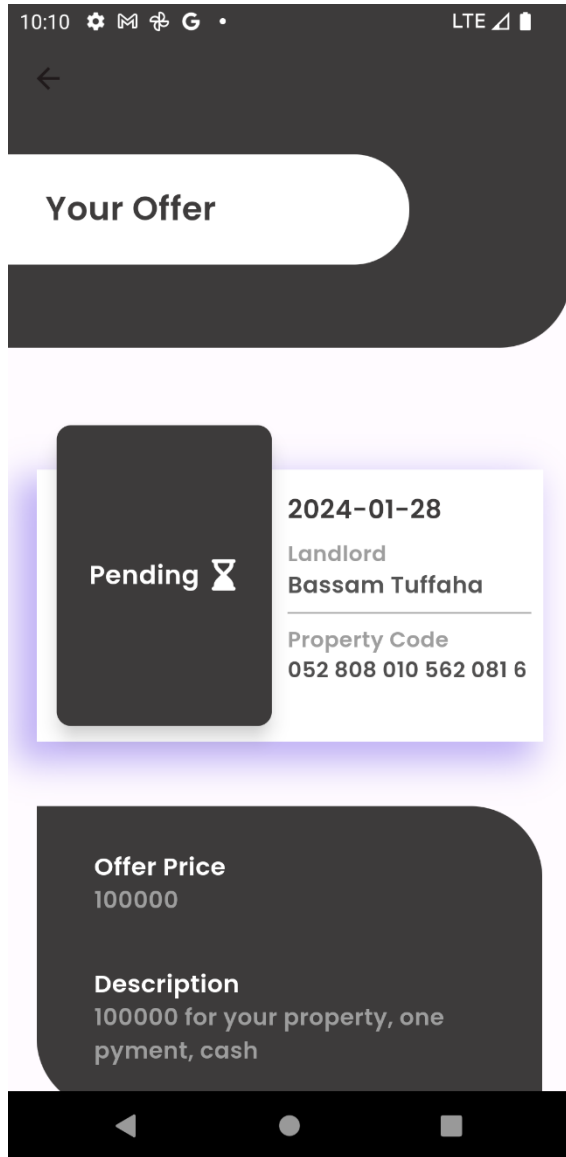 10:10
LTE
Your Offer
Pending
2024-01-28
Landlord
Bassam Tuffaha
Property Code
052 808 010 562 081 6
Offer Price
100000
Description
100000 for your property, one
pyment, cash